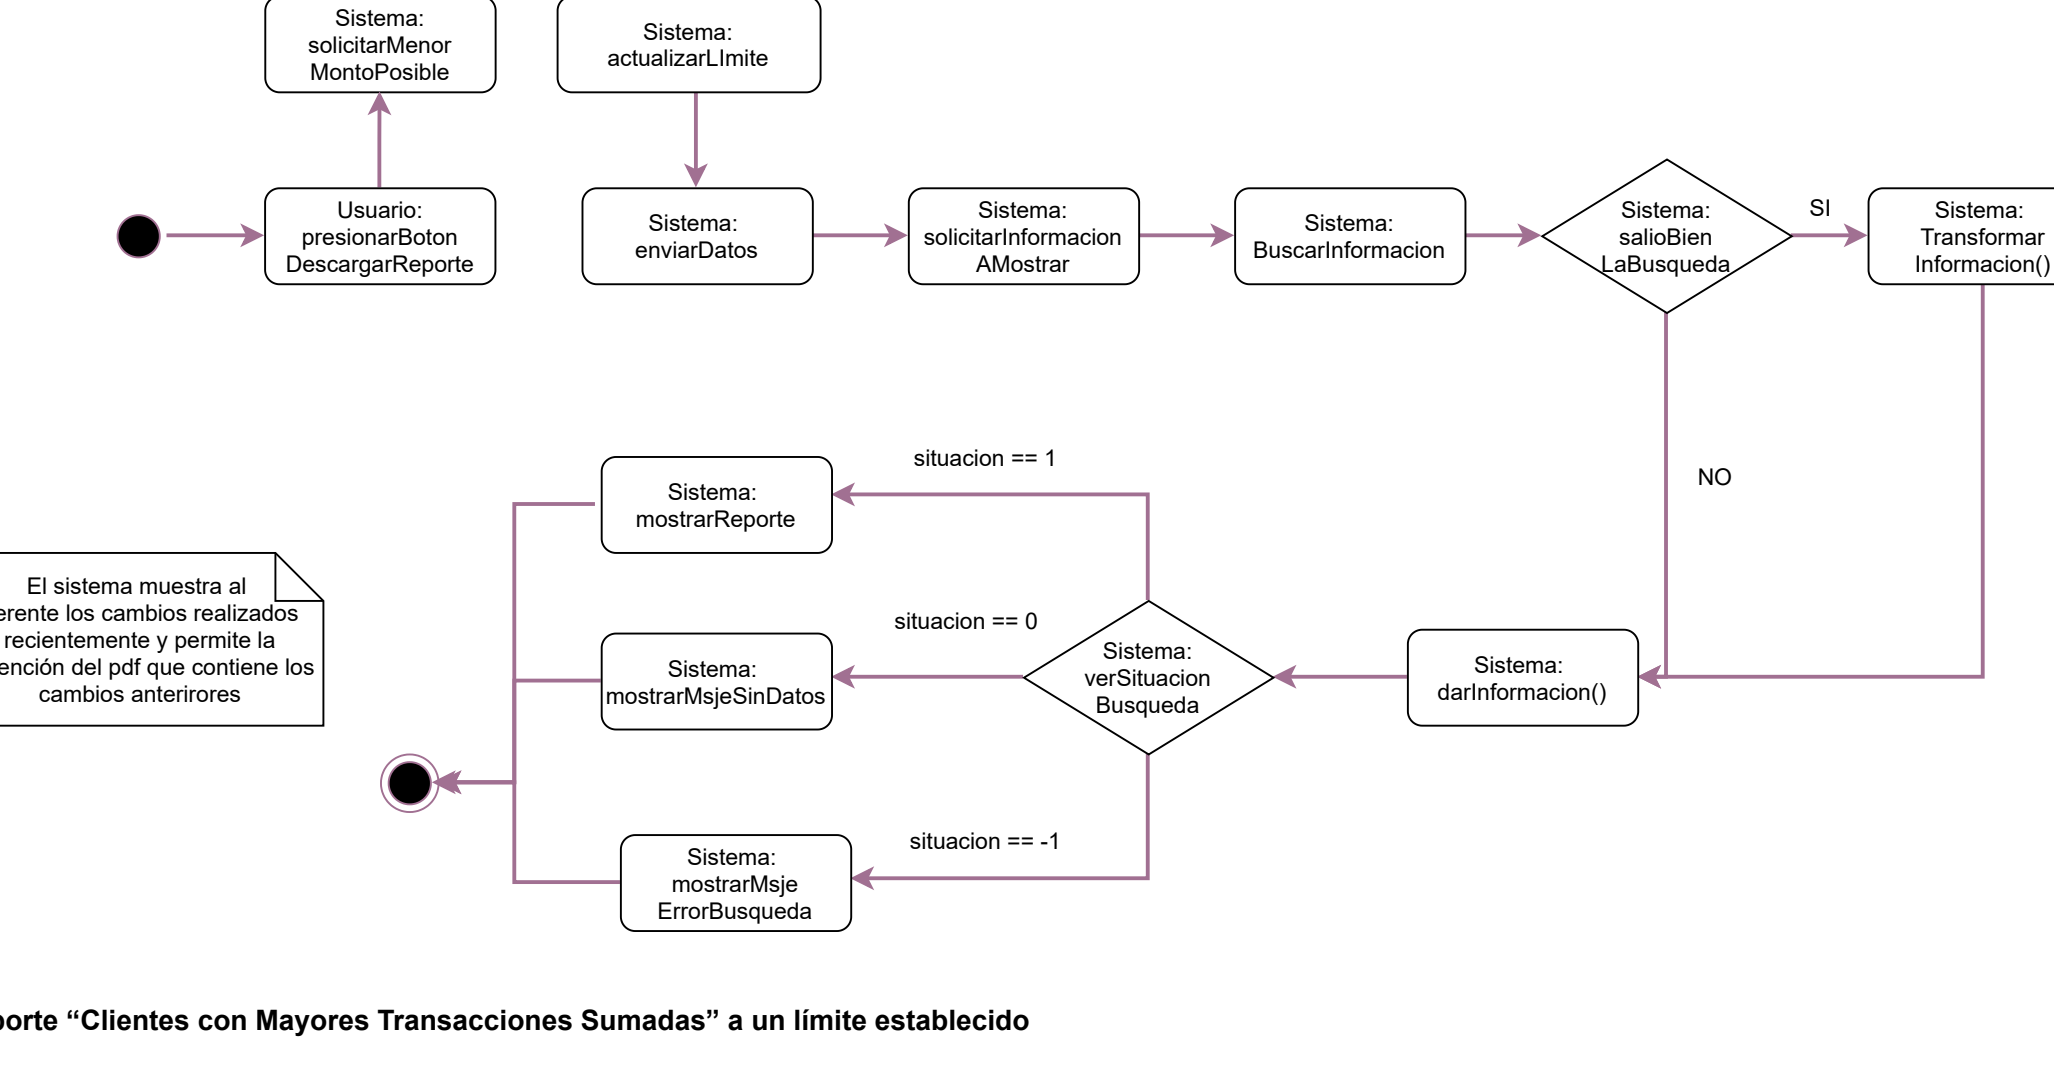 Sistema:
solicitarMenor
MontoPosible
Sistema:
actualizarLImite
Usuario:
presionarBoton
DescargarReporte
Sistema:
enviarDatos
Sistema:
solicitarInformacion
AMostrar
Sistema:
BuscarInformacion
Sistema:
salioBien
LaBusqueda
SI
Sistema:
Transformar
Informacion()
NO
situacion == 1
Sistema:
mostrarReporte
situacion == 0
Sistema:
mostrarMsjeSinDatos
Sistema:
verSituacion
Busqueda
Sistema:
darInformacion()
El sistema muestra al
erente los cambios realizados
recientemente y permite la
ención del pdf que contiene los
cambios anterirores
situacion == -1
Sistema:
mostrarMsje
ErrorBusqueda
porte “Clientes con Mayores Transacciones Sumadas” a un límite establecido